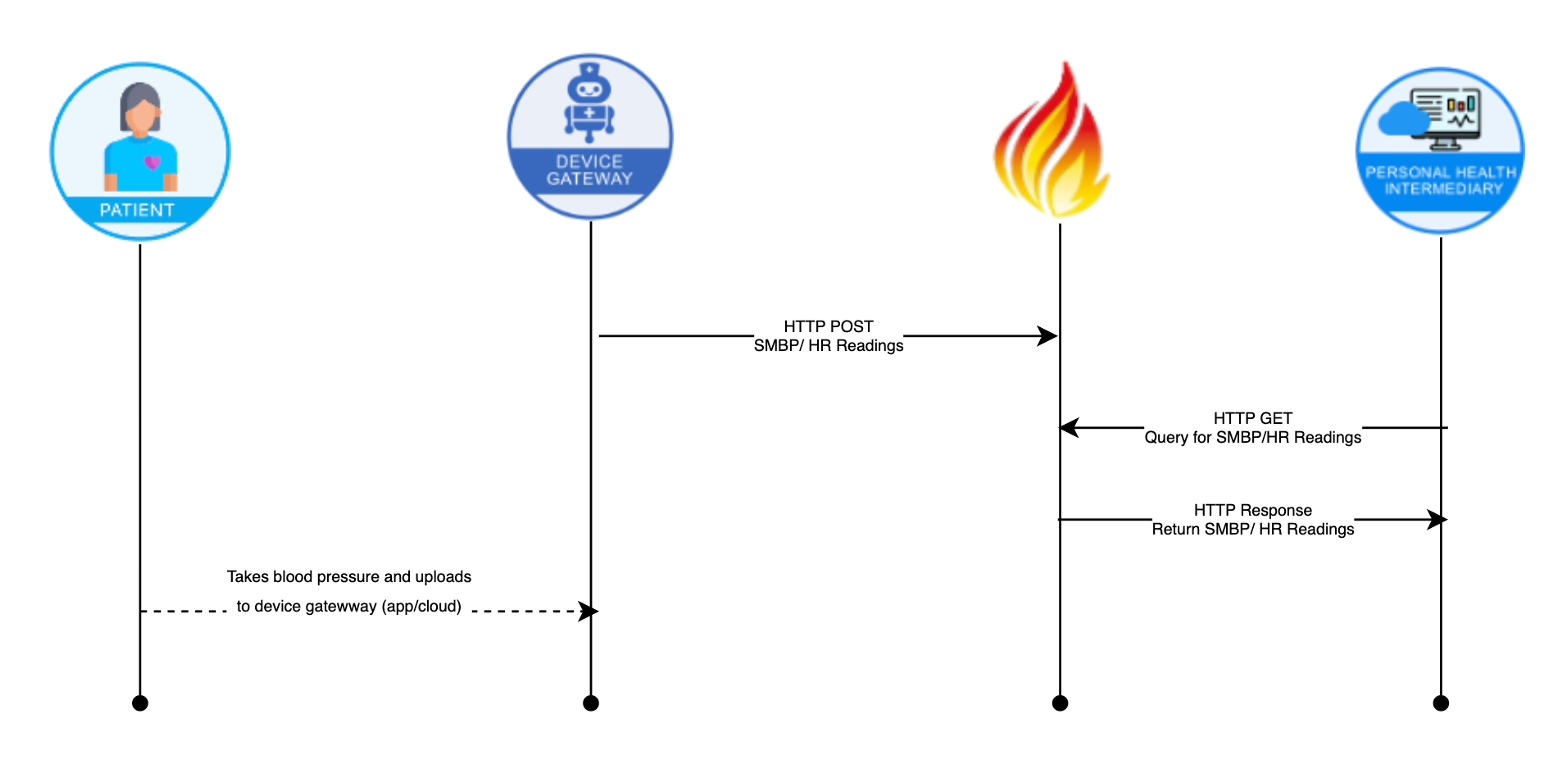 PATIENT
DEVICE
GATEWAY
PERSONAL HEALTH
INTERMEDIARY
HTTP POST
SMBP/ HR Readings
HTTP GET
Query for SMBP/HR Readings
HTTP Response
Return SMBP/ HR Readings
Takes blood pressure and uploads
to device gatewway (app/cloud)